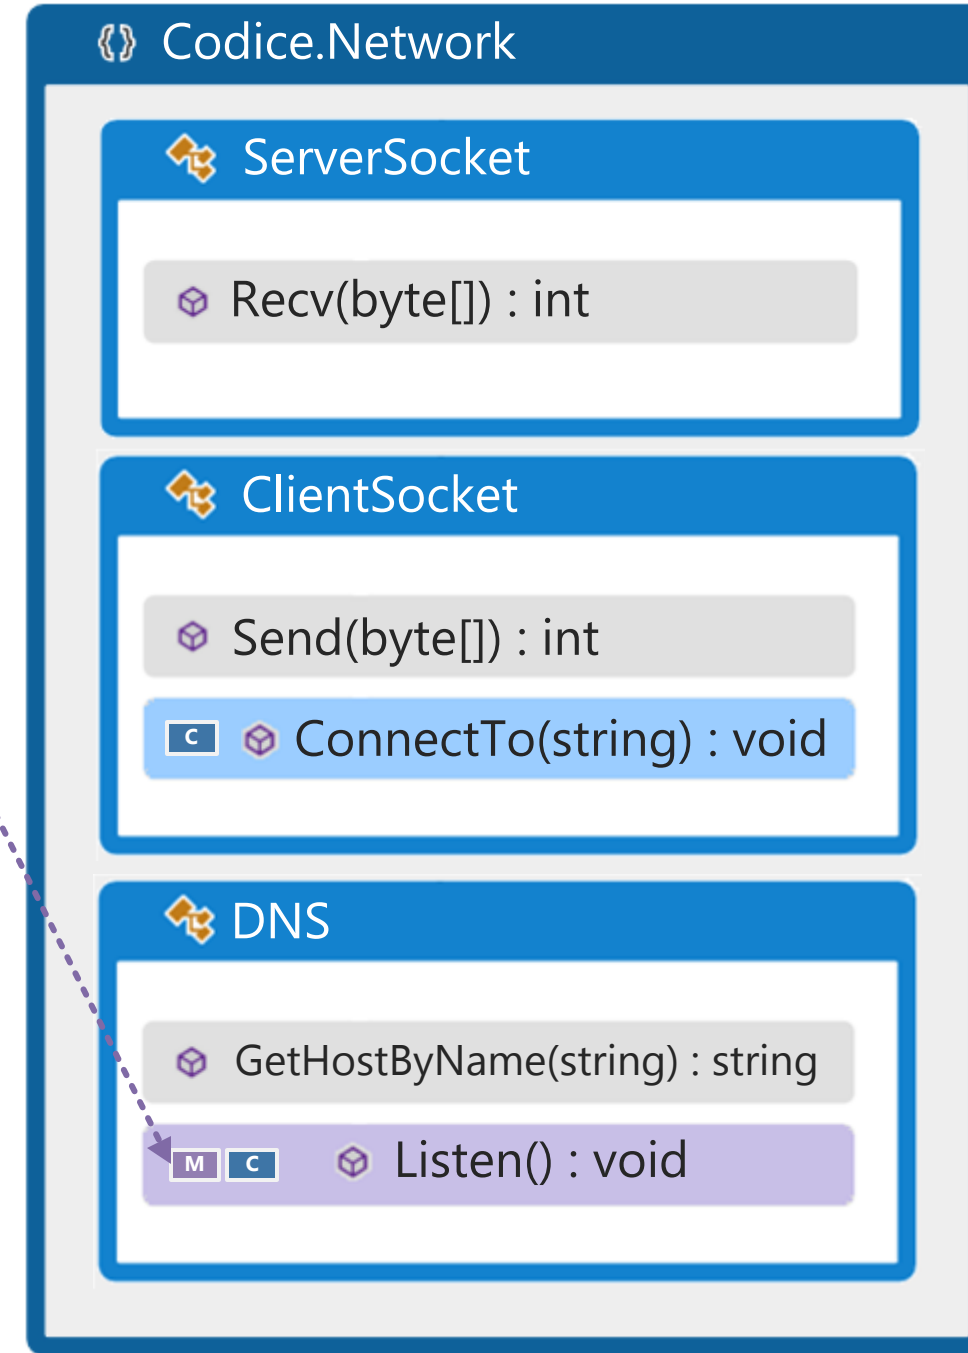 {} Codice.Network
ServerSocket
Recv(byte[]) : int
ClientSocket
Send(byte[]) : int
C ConnectTo(string) : void
DNS
GetHostByName(string) : string
M C Listen() : void